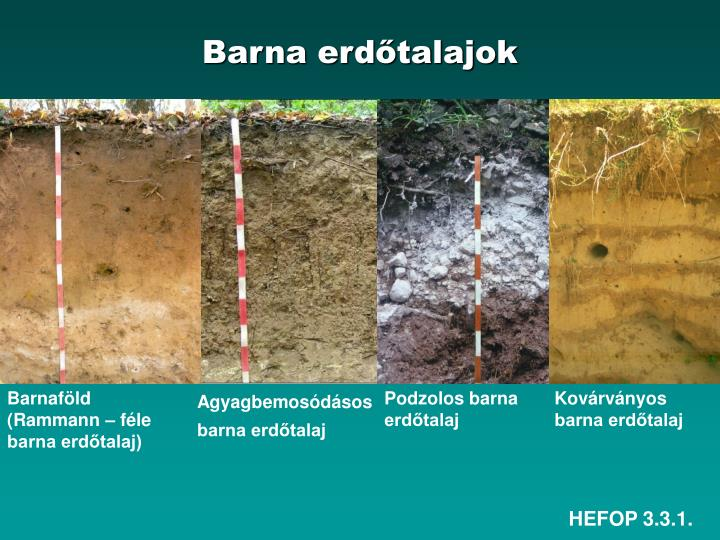 Barna erdőtalajok
Barnaföld
(Rammann – féle
barna erdőtalaj)
Agyagbemosódásos
barna erdőtalaj
Podzolos barna
erdőtalaj
Kovárványos
barna erdőtalaj
HEFOP 3.3.1.